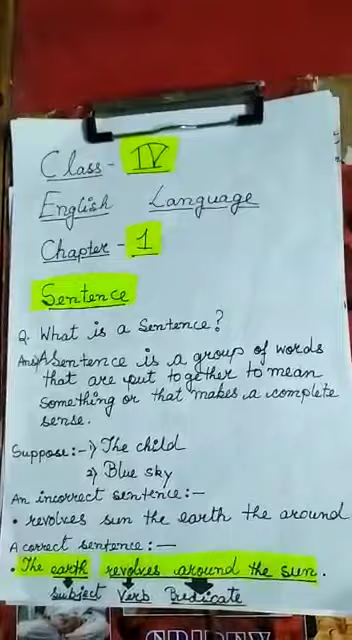 Class - IV
English Language
Chapter - 1
Sentence
Q. What is a Sentence?
Ans) A Sentence is a group of words
that are put together to mean
something or that makes a complete
sense.
Suppose:- 1) The child
2) Blue sky
An incorrect sentence:-
• revolves sun the earth the around
A correct sentence:-
• The earth revolves around the sun.
Subject Verb Predicate